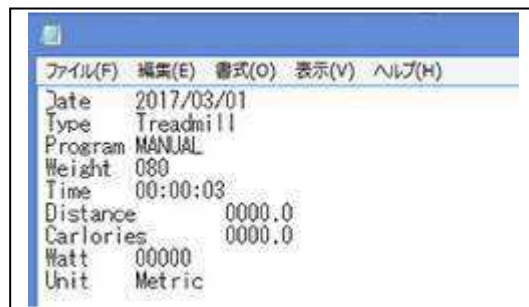 ファイル(F) 編集(E) 書式(O) 表示(V) ヘルプ(H)
Date 2017/03/01
Type Treadmill
Program MANUAL
Weight 080
Time 00:00:03
Distance 0000.0
Carlories 0000.0
Watt 00000
Unit Metric